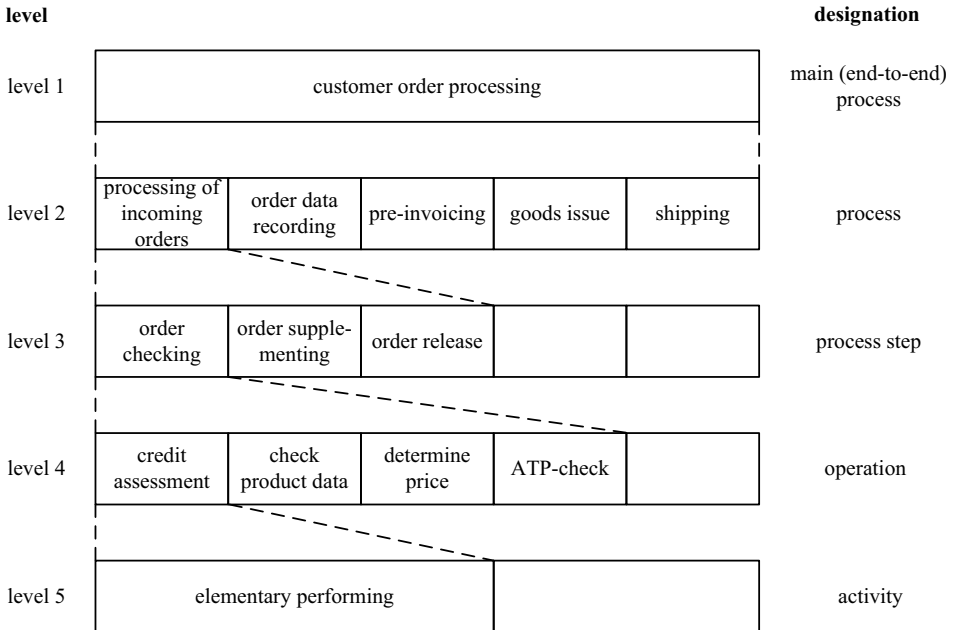 level
designation
level 1
customer order processing
main (end-to-end)
process
level 2
processing of
incoming
orders
order data
recording
pre-invoicing
goods issue
shipping
process
level 3
order
checking
order supple-
menting
order release
process step
level 4
credit
assessment
check
product data
determine
price
ATP-check
operation
level 5
elementary performing
activity